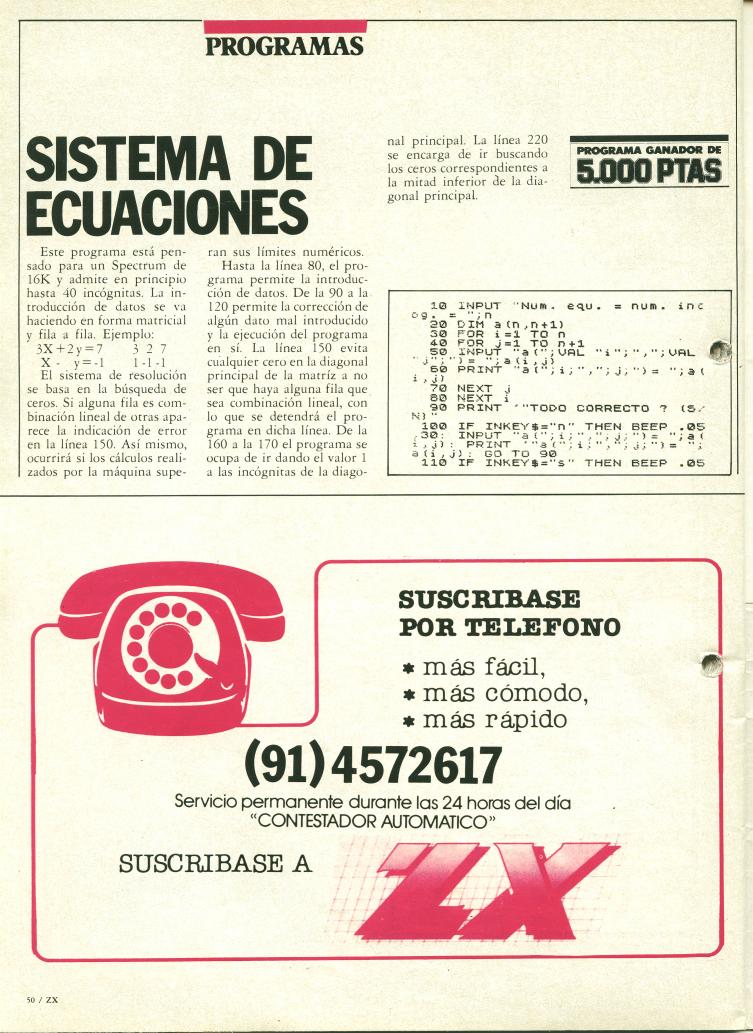 PROGRAMAS
SISTEMA DE
ECUACIONES
Este programa está pen-
sado para un Spectrum de
16K y admite en principio
hasta 40 incógnitas. La in-
troducción de datos se va
haciendo en forma matricial
y fila a fila. Ejemplo:
3X+2y=7 3 2 7
X - y=-1 1-1-1
El sistema de resolución
se basa en la búsqueda de
ceros. Si alguna fila es com-
binación lineal de otras apa-
rece la indicación de error
en la línea 150. Así mismo,
ocurrirá si los cálculos reali-
zados por la máquina supe-
ran sus límites numéricos.
Hasta la línea 80, el pro-
grama permite la introduc-
ción de datos. De la 90 a la
120 permite la corrección de
algún dato mal introducido
y la ejecución del programa
en sí. La línea 150 evita
cualquier cero en la diagonal
principal de la matríz a no
ser que haya alguna fila que
sea combinación lineal, con
lo que se detendrá el pro-
grama en dicha línea. De la
160 a la 170 el programa se
ocupa de ir dando el valor 1
a las incógnitas de la diago-
nal principal. La línea 220
se encarga de ir buscando
los ceros correspondientes a
la mitad inferior de la dia-
gonal principal.
PROGRAMA GANADOR DE
5.000 PTAS
10 INPUT "Num. equ. = num. inc
og. = ";n
20 DIM a(n,n+1)
30 FOR i=1 TO n
40 FOR j=1 TO n+1
50 INPUT "a(";VAL "i";",";VAL
"j";")= ";a(i,j)
60 PRINT "a(";i;",";j;")= ";a(
i,j)
70 NEXT j
80 NEXT i
90 PRINT '"TODO CORRECTO ? (S/
N)"
100 IF INKEY$="n" THEN BEEP .05
,30: INPUT "a(";i;",";j;")= ";a(
i,j): PRINT '"a(";i;",";j;")= ";
a(i,j): GO TO 90
110 IF INKEY$="s" THEN BEEP .05
SUSCRIBASE
POR TELEFONO
* más fácil,
* más cómodo,
* más rápido
(91) 4572617
Servicio permanente durante las 24 horas del día
"CONTESTADOR AUTOMATICO"
SUSCRIBASE A ZX
50 / ZX